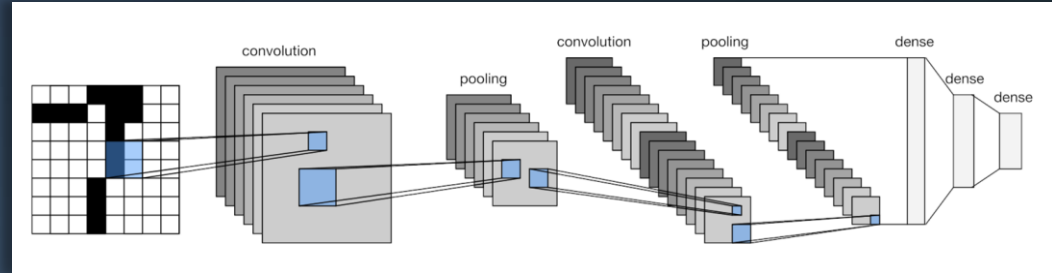 convolution
pooling
convolution
pooling
dense
dense
dense